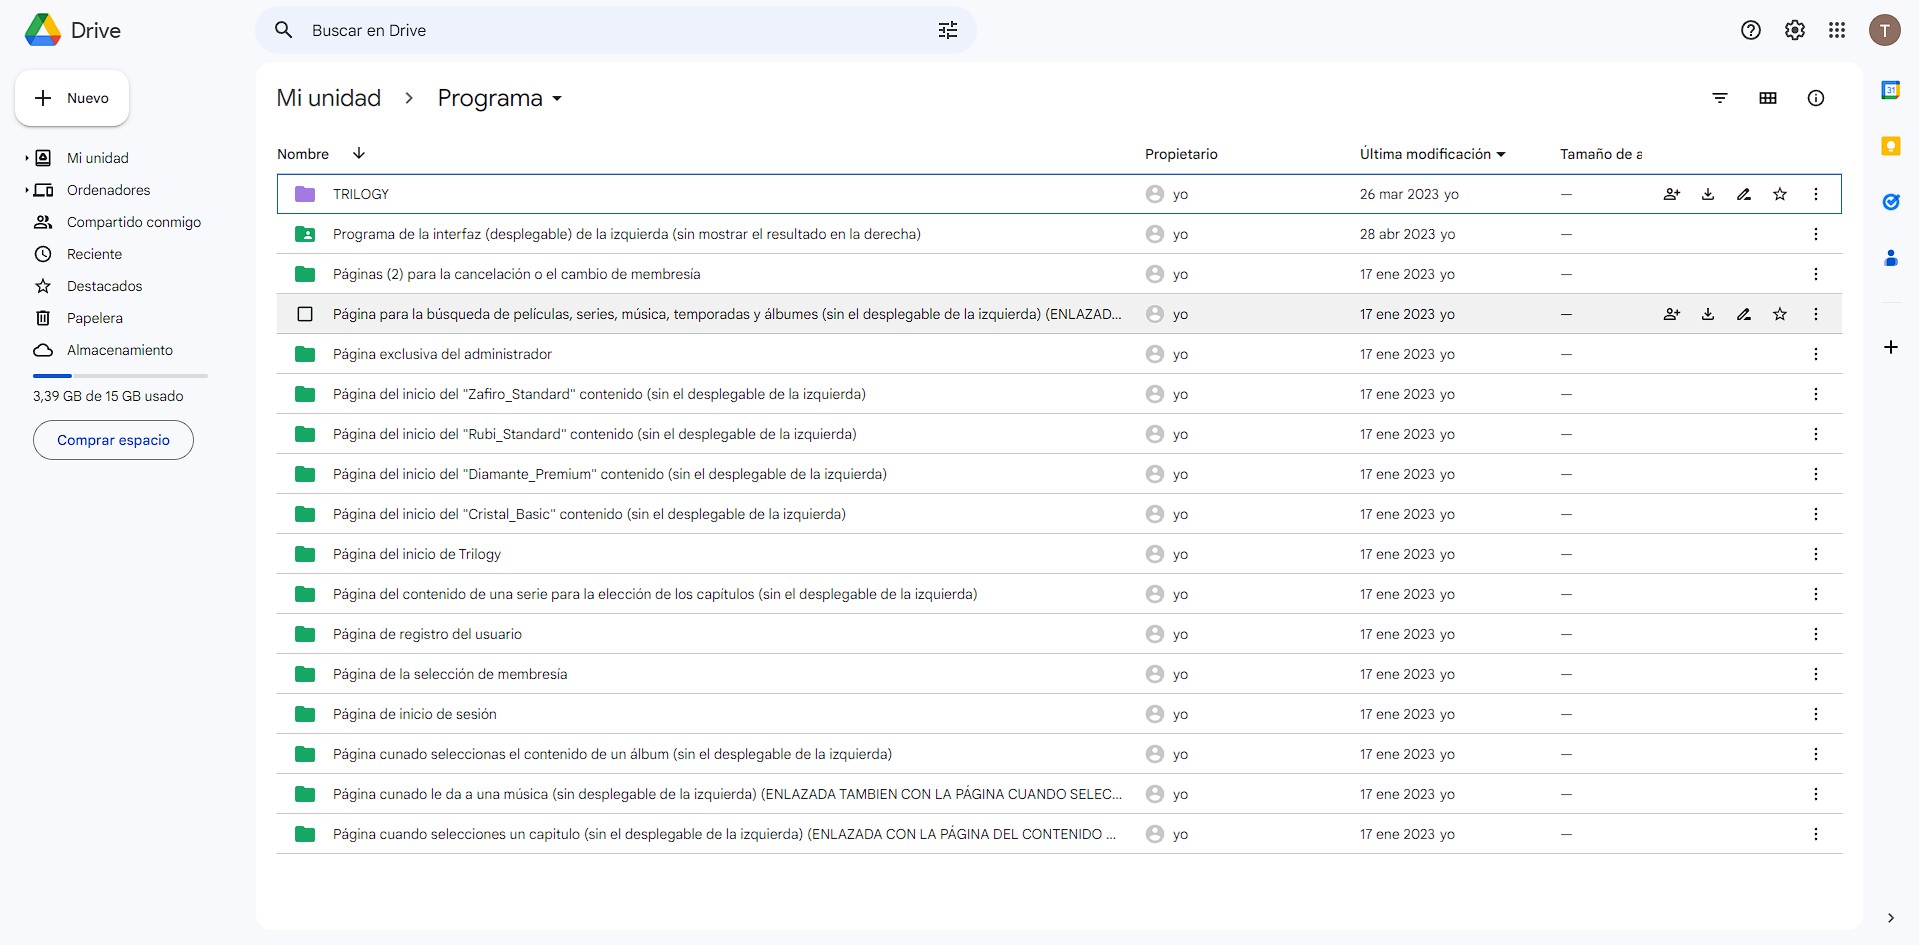 Drive
Buscar en Drive
T
Nuevo
Mi unidad
Ordenadores
Compartido conmigo
Reciente
Destacados
Papelera
Almacenamiento
3,39 GB de 15 GB usado
Comprar espacio
Mi unidad > Programa
31
Nombre Propietario Última modificación Tamaño de a
TRILOGY yo 26 mar 2023 yo —
Programa de la interfaz (desplegable) de la izquierda (sin mostrar el resultado en la derecha) yo 28 abr 2023 yo —
Páginas (2) para la cancelación o el cambio de membresía yo 17 ene 2023 yo —
Página para la búsqueda de películas, series, música, temporadas y álbumes (sin el desplegable de la izquierda) (ENLAZAD... yo 17 ene 2023 yo —
Página exclusiva del administrador yo 17 ene 2023 yo —
Página del inicio del "Zafiro_Standard" contenido (sin el desplegable de la izquierda) yo 17 ene 2023 yo —
Página del inicio del "Rubi_Standard" contenido (sin el desplegable de la izquierda) yo 17 ene 2023 yo —
Página del inicio del "Diamante_Premium" contenido (sin el desplegable de la izquierda) yo 17 ene 2023 yo —
Página del inicio del "Cristal_Basic" contenido (sin el desplegable de la izquierda) yo 17 ene 2023 yo —
Página del inicio de Trilogy yo 17 ene 2023 yo —
Página del contenido de una serie para la elección de los capítulos (sin el desplegable de la izquierda) yo 17 ene 2023 yo —
Página de registro del usuario yo 17 ene 2023 yo —
Página de la selección de membresía yo 17 ene 2023 yo —
Página de inicio de sesión yo 17 ene 2023 yo —
Página cunado seleccionas el contenido de un álbum (sin el desplegable de la izquierda) yo 17 ene 2023 yo —
Página cunado le da a una música (sin desplegable de la izquierda) (ENLAZADA TAMBIEN CON LA PÁGINA CUANDO SELEC... yo 17 ene 2023 yo —
Página cuando selecciones un capitulo (sin el desplegable de la izquierda) (ENLAZADA CON LA PÁGINA DEL CONTENIDO ... yo 17 ene 2023 yo —